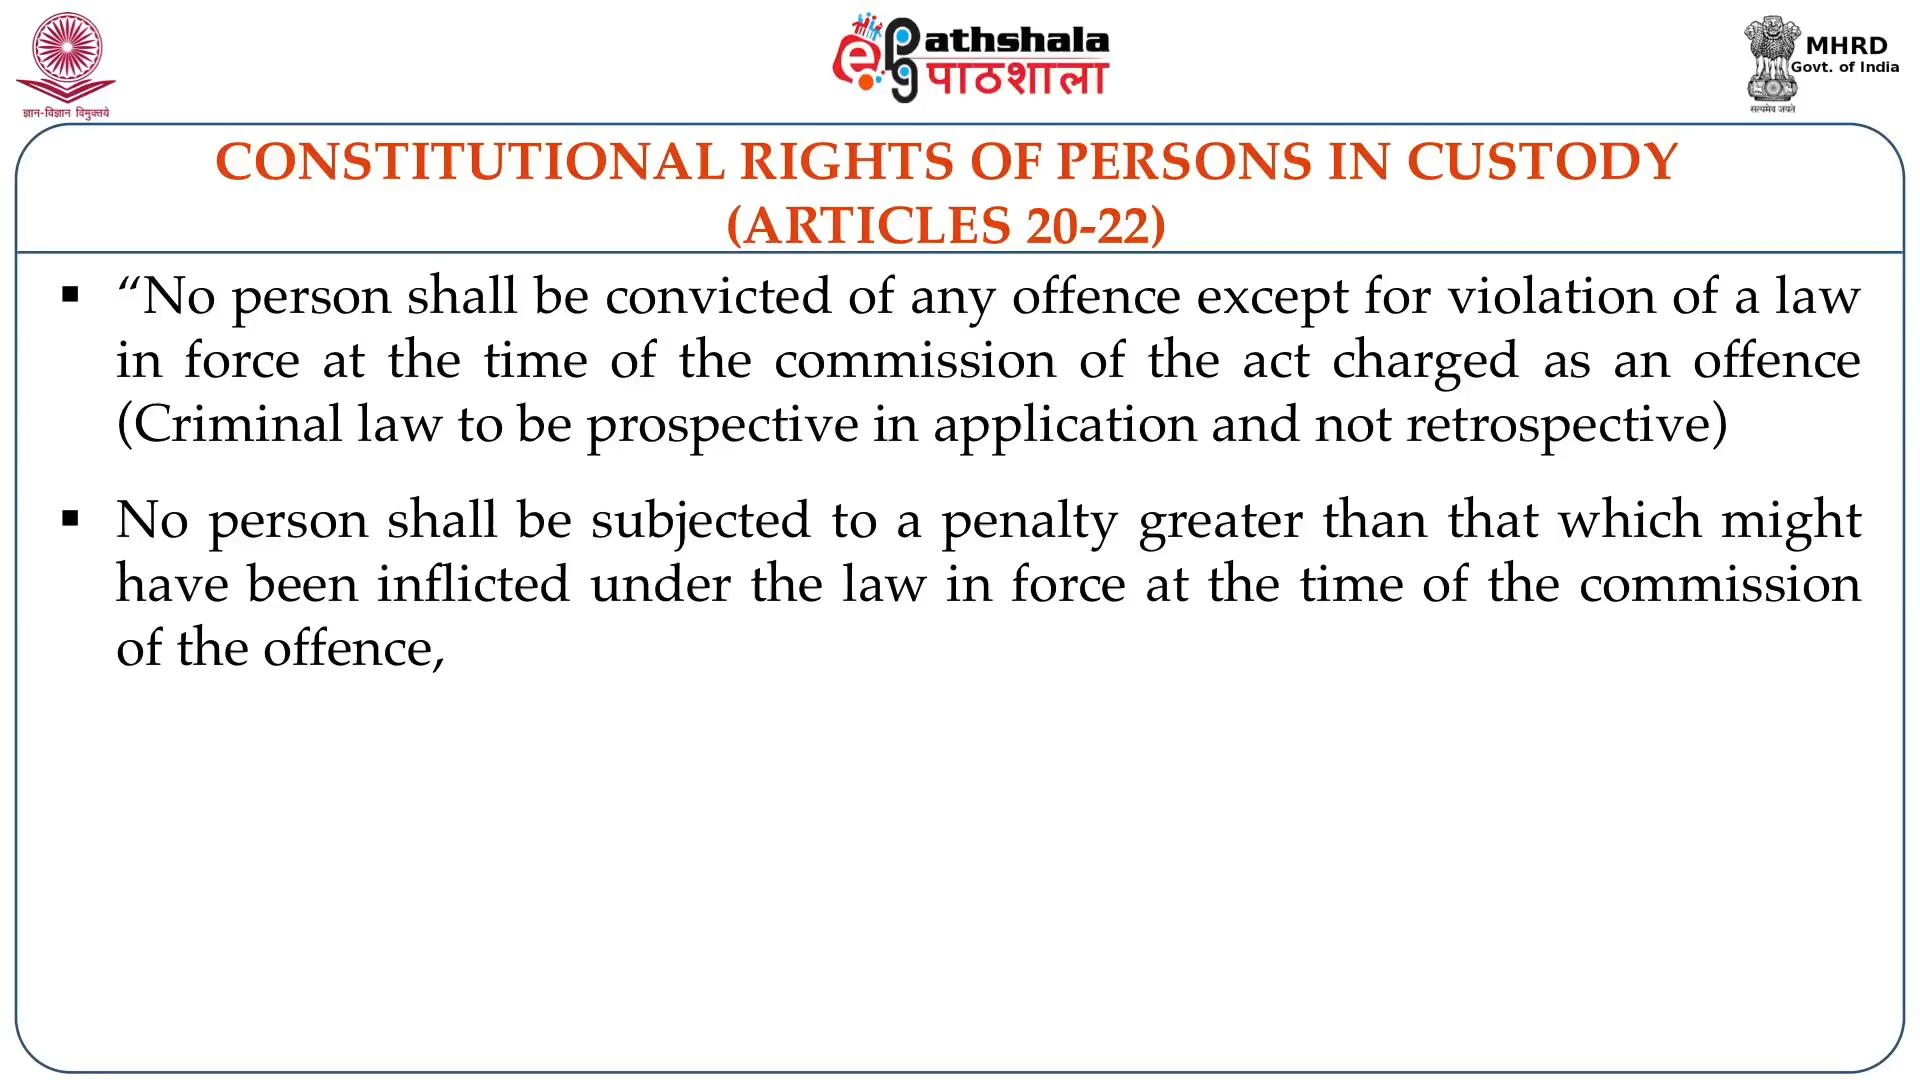 ज्ञान-विज्ञान विमुक्तये
ePathshala
pg पाठशाला
सत्यमेव जयते
MHRD
Govt. of India
CONSTITUTIONAL RIGHTS OF PERSONS IN CUSTODY
(ARTICLES 20-22)
▪ “No person shall be convicted of any offence except for violation of a law
in force at the time of the commission of the act charged as an offence
(Criminal law to be prospective in application and not retrospective)
▪ No person shall be subjected to a penalty greater than that which might
have been inflicted under the law in force at the time of the commission
of the offence,